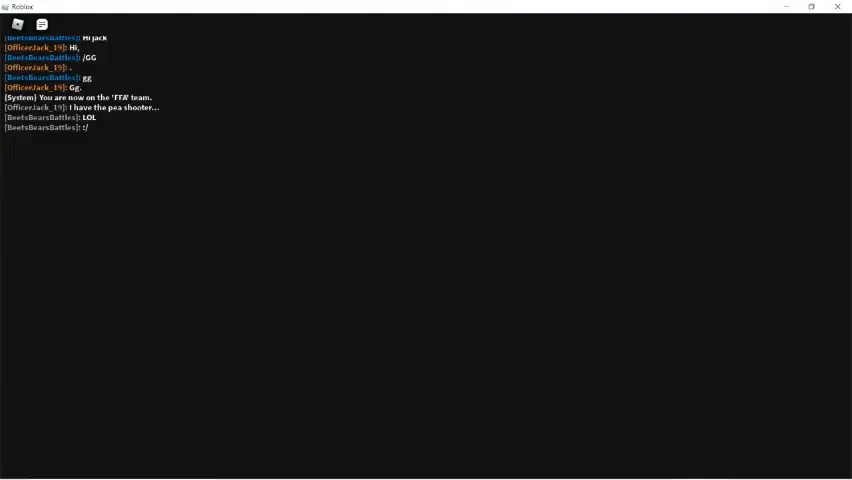 Roblox
[BeetsBearsBattles]: Hi jack
[OfficerJack_19]: Hi,
[BeetsBearsBattles]: /GG
[OfficerJack_19]: .
[BeetsBearsBattles]: gg
[OfficerJack_19]: Gg.
{System} You are now on the 'FFA' team.
[OfficerJack_19]: I have the pea shooter...
[BeetsBearsBattles]: LOL
[BeetsBearsBattles]: :/